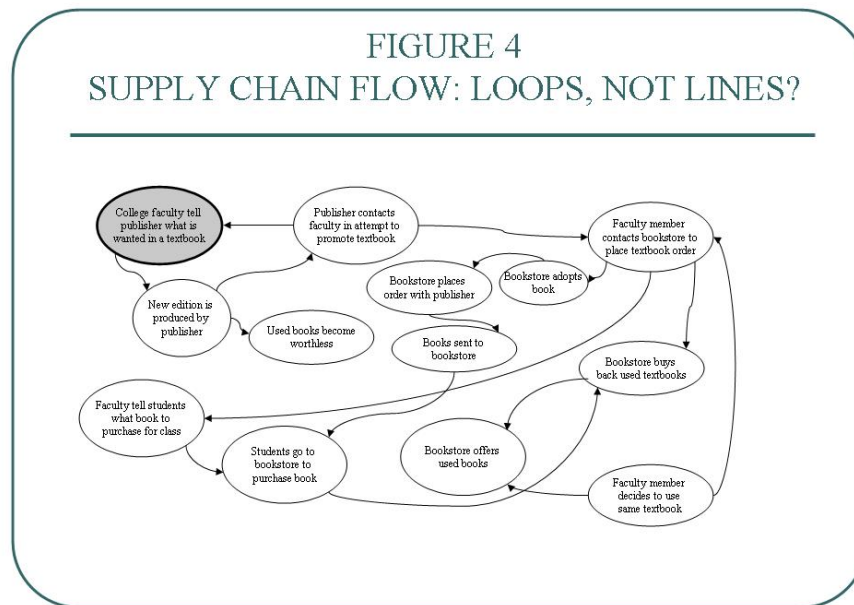 FIGURE 4
SUPPLY CHAIN FLOW: LOOPS, NOT LINES?
College faculty tell
publisher what is
wanted in a textbook
Publisher contacts
faculty in attempt to
promote textbook
Faculty member
contacts bookstore to
place textbook order
Bookstore places
order with publisher
Bookstore adopts
book
New edition is
produced by
publisher
Used books become
worthless
Books sent to
bookstore
Bookstore buys
back used textbooks
Faculty tell students
what book to
purchase for class
Students go to
bookstore to
purchase book
Bookstore offers
used books
Faculty member
decides to use
same textbook